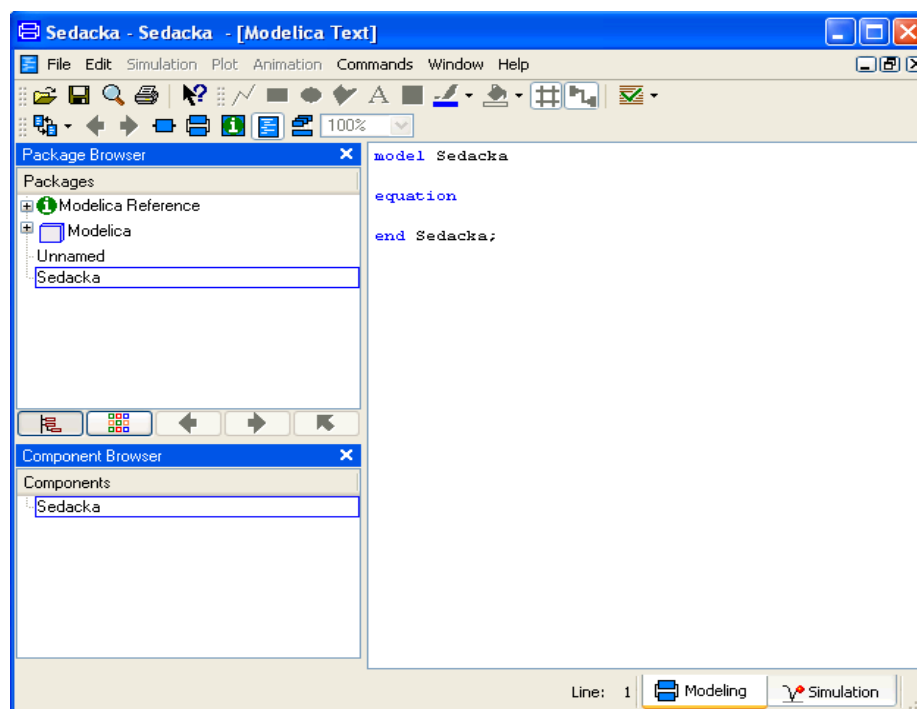 Sedacka - Sedacka - [Modelica Text]
File Edit Simulation Plot Animation Commands Window Help
A
100%
Package Browser
Packages
Modelica Reference
Modelica
Unnamed
Sedacka
Component Browser
Components
Sedacka
model Sedacka
equation
end Sedacka;
Line: 1
Modeling
Simulation